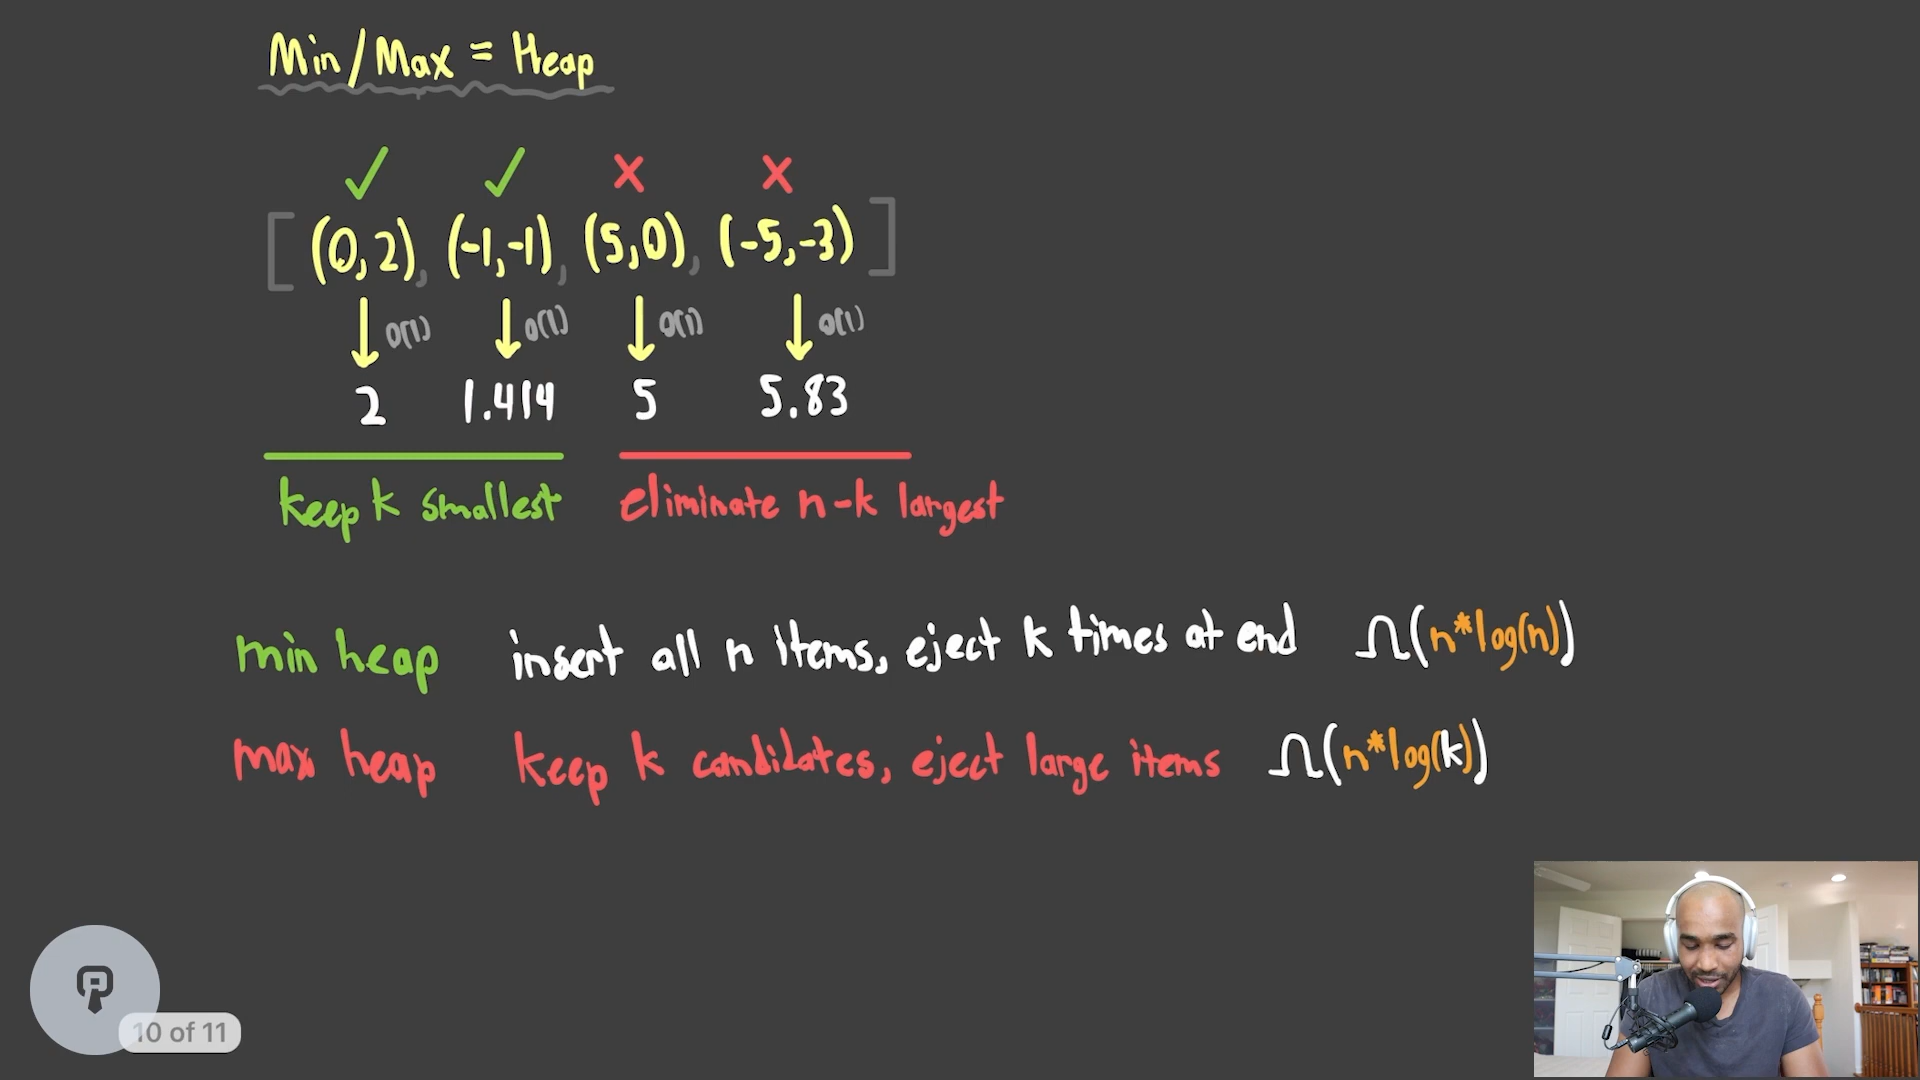 Min/Max = Heap
[(0,2), (-1,-1), (5,0), (-5,-3)]
O(1) O(1) O(1) O(1)
2 1.414 5 5.83
keep k smallest eliminate n-k largest
min heap insert all n items, eject k times at end Ω(n*log(n))
max heap keep k candidates, eject large items Ω(n*log(k))
10 of 11